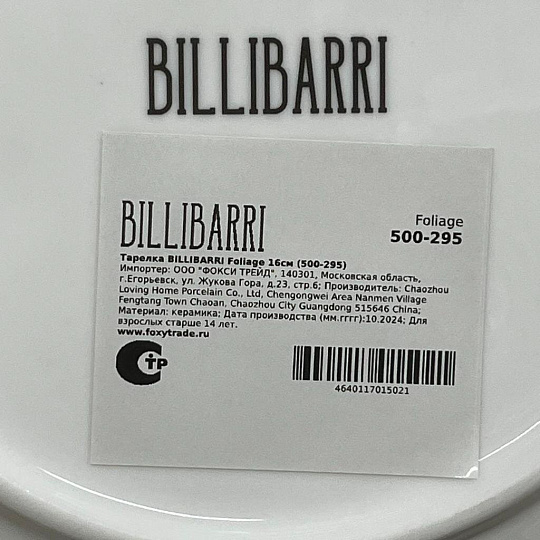 BILLIBARRI
BILLIBARRI
Foliage
500-295
Тарелка BILLIBARRI Foliage 16см (500-295)
Импортер: ООО "ФОКСИ ТРЕЙД", 140301, Московская область,
г.Егорьевск, ул. Жукова Гора, д.23, стр.6; Производитель: Chaozhou
Loving Home Porcelain Co., Ltd, Chengongwei Area Nanmen Village
Fengtang Town Chaoan, Chaozhou City Guangdong 515646 China;
Материал: керамика; Дата производства (мм.гггг):10.2024; Для
взрослых старше 14 лет.
www.foxytrade.ru
СТР
4640117015021